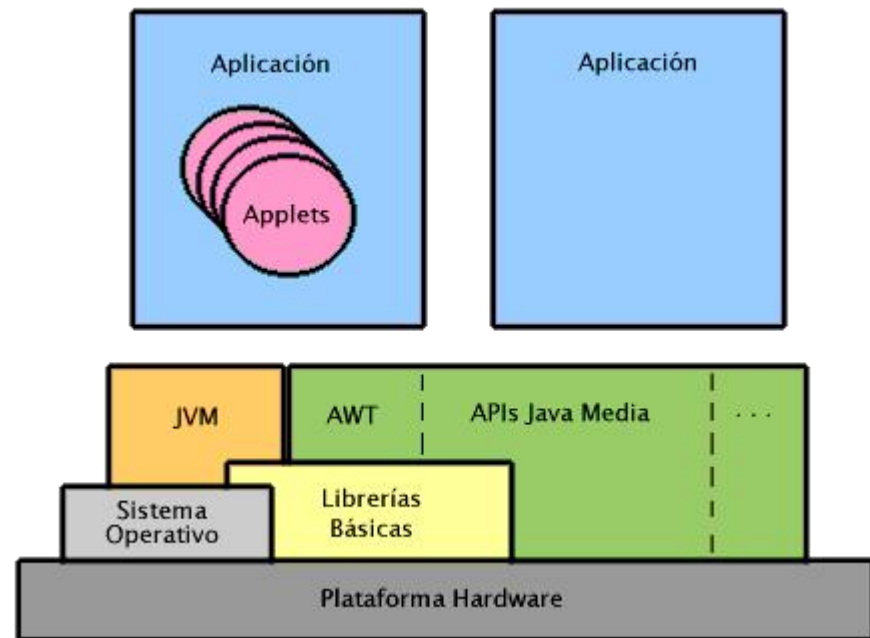 Aplicación
Aplicación
Applets
JVM
AWT
APIs Java Media
. . .
Sistema
Operativo
Librerías
Básicas
Plataforma Hardware